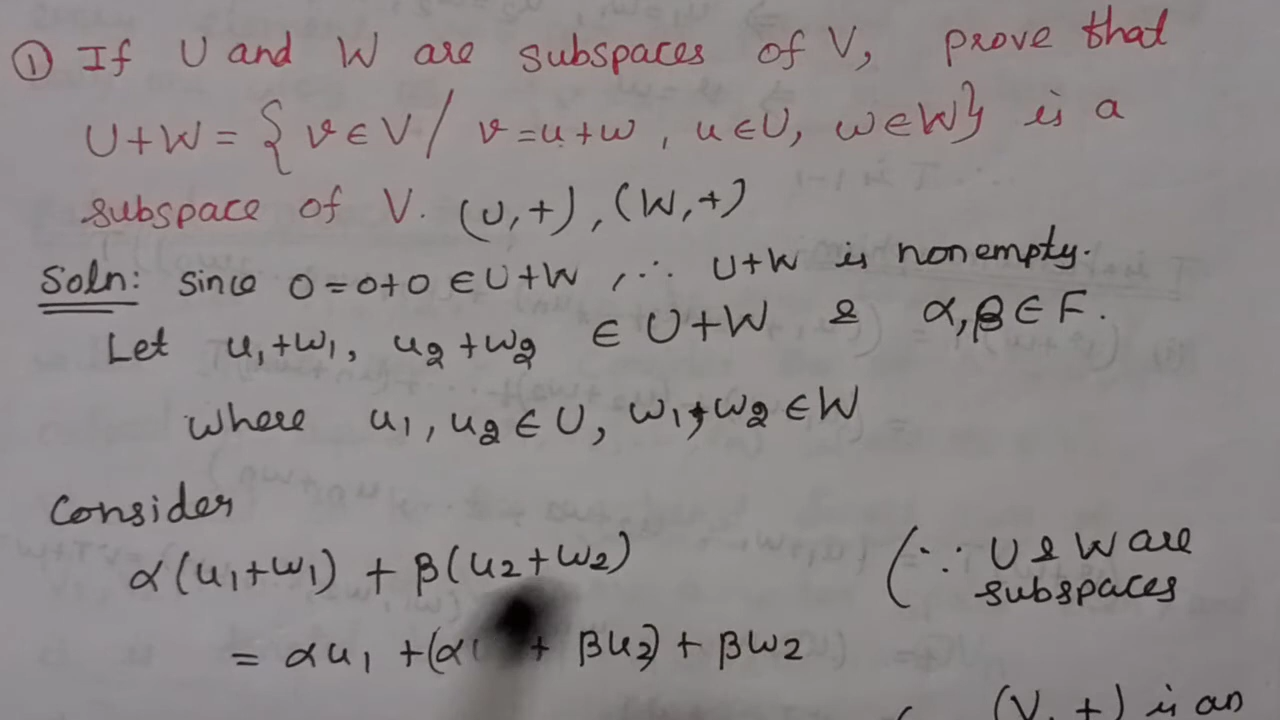 ① If U and W are subspaces of V, prove that
U+W = {v∈V / v=u+w, u∈U, w∈W} is a
subspace of V. (U,+), (W,+)
Soln: Since 0=0+0 ∈U+W, ∴ U+W is nonempty.
Let u₁+w₁, u₂+w₂ ∈ U+W & α,β∈F.
where u₁, u₂∈U, w₁, w₂∈W
Consider
α(u₁+w₁) + β(u₂+w₂) (∵ U & W are
subspaces
= αu₁ +(α + βu₂) + βw₂
(V, +) is an